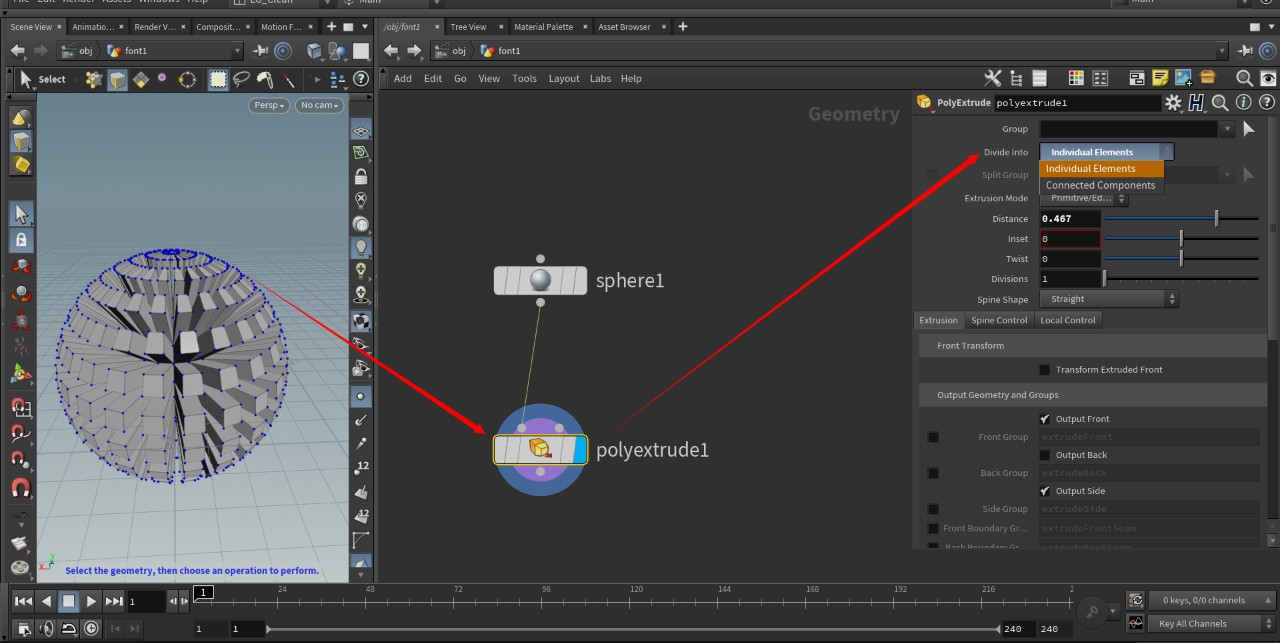 File Edit Render Assets Windows Help EG_Clean Main Main
Scene View Animatio... Render V... Composit... Motion F...
/obj/font1 Tree View Material Palette Asset Browser
obj font1
obj font1
Select
Add Edit Go View Tools Layout Labs Help
Persp No cam
Geometry
sphere1
polyextrude1
12
12
Select the geometry, then choose an operation to perform.
PolyExtrude polyextrude1
Group
Divide Into Individual Elements
Individual Elements
Connected Components
Split Group
Extrusion Mode Primitive/Ed...
Distance 0.467
Inset 0
Twist 0
Divisions 1
Spine Shape Straight
Extrusion Spine Control Local Control
Front Transform
Transform Extruded Front
Output Geometry and Groups
Output Front
Front Group extrudeFront
Output Back
Back Group extrudeBack
Output Side
Side Group extrudeSide
Front Boundary Gr... extrudeFrontSeam
Back Boundary Gr... extrudeBackSeam
1 1 24 48 72 96 120 144 168 192 216 2
0 keys, 0/0 channels
1 1 240 240
Key All Channels